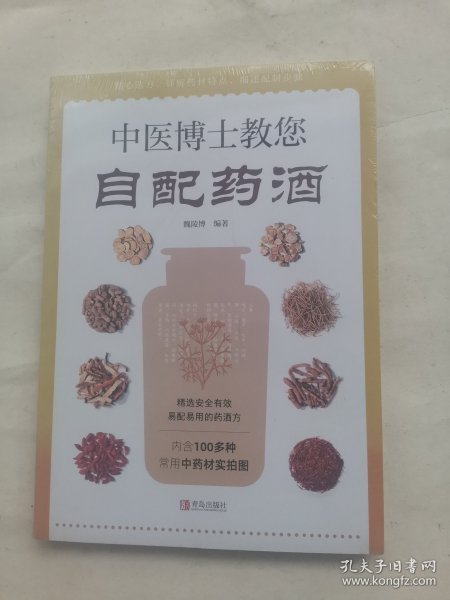 中医博士教您
自配药酒
魏陵博 编著
精选安全有效
易配易用的药酒方
内含100多种
常用中药材实拍图
青岛出版社
孔夫子旧书网
www.kongfz.com